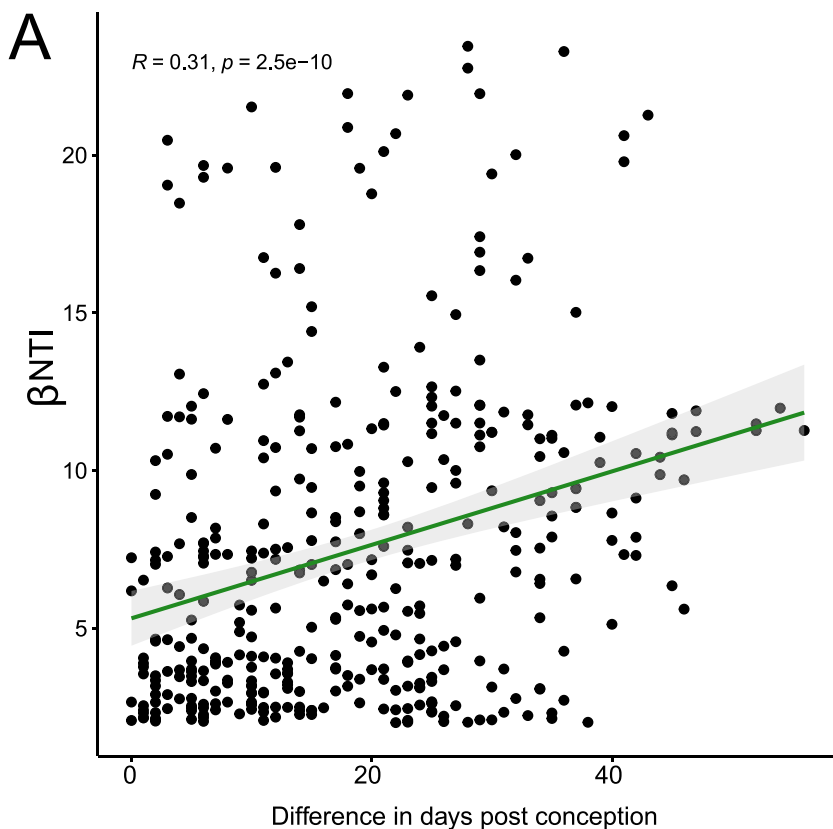 A
R = 0.31, p = 2.5e−10
20
15
10
5
βNTI
0
20
40
Difference in days post conception